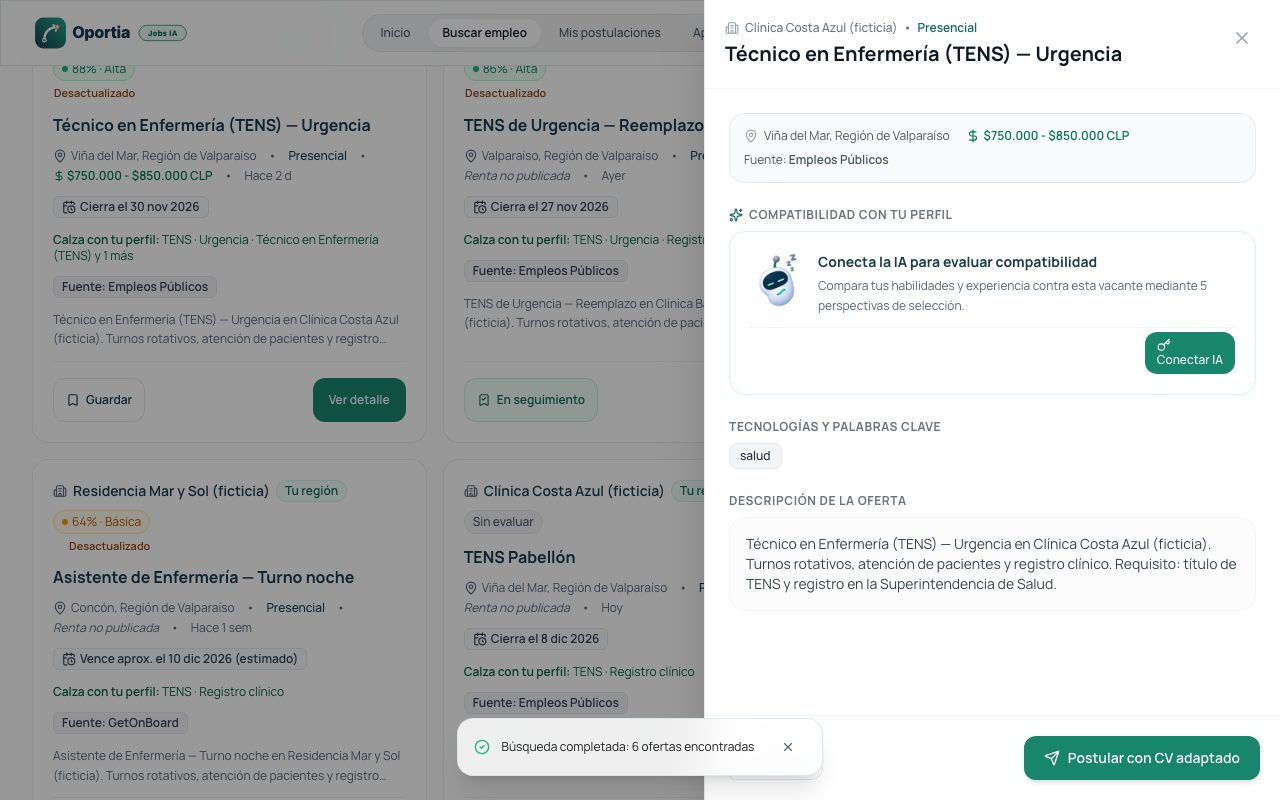 Oportia
Jobs IA
Inicio
Buscar empleo
Mis postulaciones
88% · Alta
Desactualizado
Técnico en Enfermería (TENS) — Urgencia
Viña del Mar, Región de Valparaíso • Presencial •
$750.000 - $850.000 CLP • Hace 2 d
Cierra el 30 nov 2026
Calza con tu perfil: TENS · Urgencia · Técnico en Enfermería
(TENS) y 1 más
Fuente: Empleos Públicos
Técnico en Enfermería (TENS) — Urgencia en Clínica Costa Azul
(ficticia). Turnos rotativos, atención de pacientes y registro…
Guardar
Ver detalle
86% · Alta
Desactualizado
TENS de Urgencia — Reemplazo
Valparaíso, Región de Valparaíso •
Renta no publicada • Ayer
Cierra el 27 nov 2026
Calza con tu perfil: TENS · Urgencia ·
Fuente: Empleos Públicos
TENS de Urgencia — Reemplazo en Clínica
(ficticia). Turnos rotativos, atención de
En seguimiento
Residencia Mar y Sol (ficticia)
Tu región
64% · Básica
Desactualizado
Asistente de Enfermería — Turno noche
Concón, Región de Valparaíso • Presencial •
Renta no publicada • Hace 1 sem
Vence aprox. el 10 dic 2026 (estimado)
Calza con tu perfil: TENS · Registro clínico
Fuente: GetOnBoard
Asistente de Enfermería — Turno noche en Residencia Mar y Sol
(ficticia). Turnos rotativos, atención de pacientes y registro…
Clínica Costa Azul (ficticia)
Sin evaluar
TENS Pabellón
Viña del Mar, Región de Valparaíso •
Renta no publicada • Hoy
Cierra el 8 dic 2026
Calza con tu perfil: TENS · Registro clínico
Fuente: Empleos Públicos
Clínica Costa Azul (ficticia) • Presencial
Técnico en Enfermería (TENS) — Urgencia
Viña del Mar, Región de Valparaíso $750.000 - $850.000 CLP
Fuente: Empleos Públicos
COMPATIBILIDAD CON TU PERFIL
Conecta la IA para evaluar compatibilidad
Compara tus habilidades y experiencia contra esta vacante mediante 5
perspectivas de selección.
Conectar IA
TECNOLOGÍAS Y PALABRAS CLAVE
salud
DESCRIPCIÓN DE LA OFERTA
Técnico en Enfermería (TENS) — Urgencia en Clínica Costa Azul (ficticia).
Turnos rotativos, atención de pacientes y registro clínico. Requisito: título de
TENS y registro en la Superintendencia de Salud.
Búsqueda completada: 6 ofertas encontradas
Postular con CV adaptado